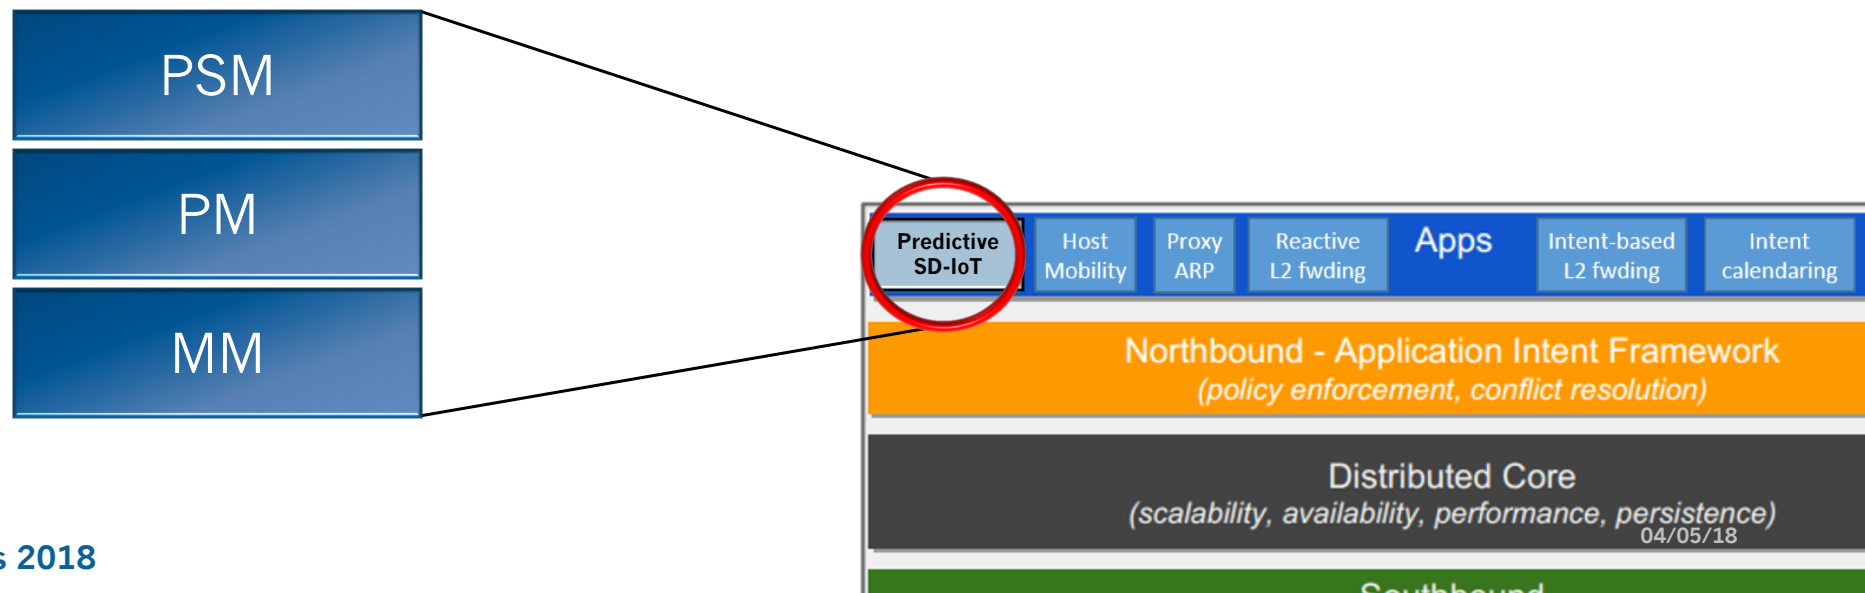 PSM
PM
MM
Predictive
SD-IoT
Host
Mobility
Proxy
ARP
Reactive
L2 fwding
Apps
Intent-based
L2 fwding
Intent
calendaring
Northbound - Application Intent Framework
(policy enforcement, conflict resolution)
Distributed Core
(scalability, availability, performance, persistence)
04/05/18
Southbound
s 2018